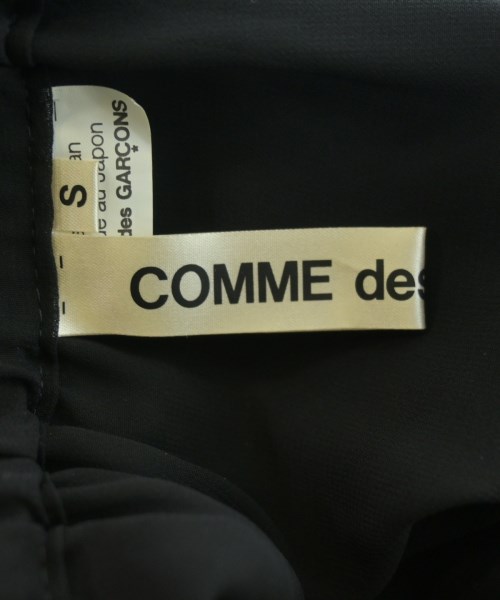 COMME des
S
an
ue au Japon
des GARÇONS